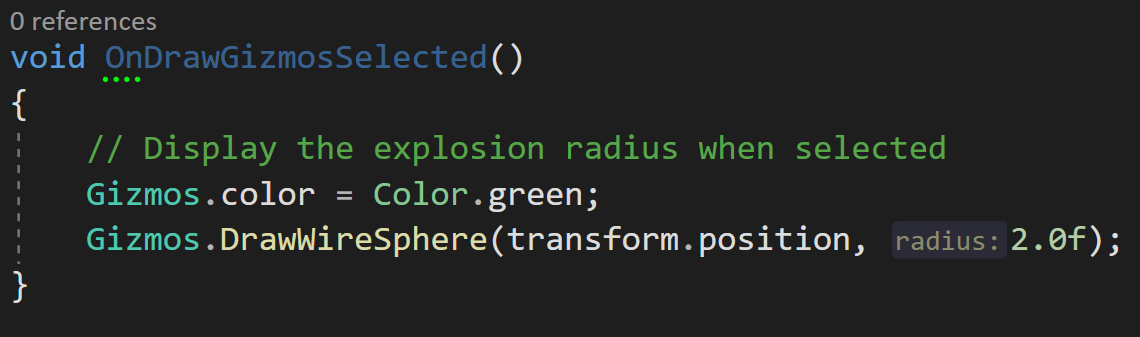 0 references
void OnDrawGizmosSelected()
{
// Display the explosion radius when selected
Gizmos.color = Color.green;
Gizmos.DrawWireSphere(transform.position, radius: 2.0f);
}